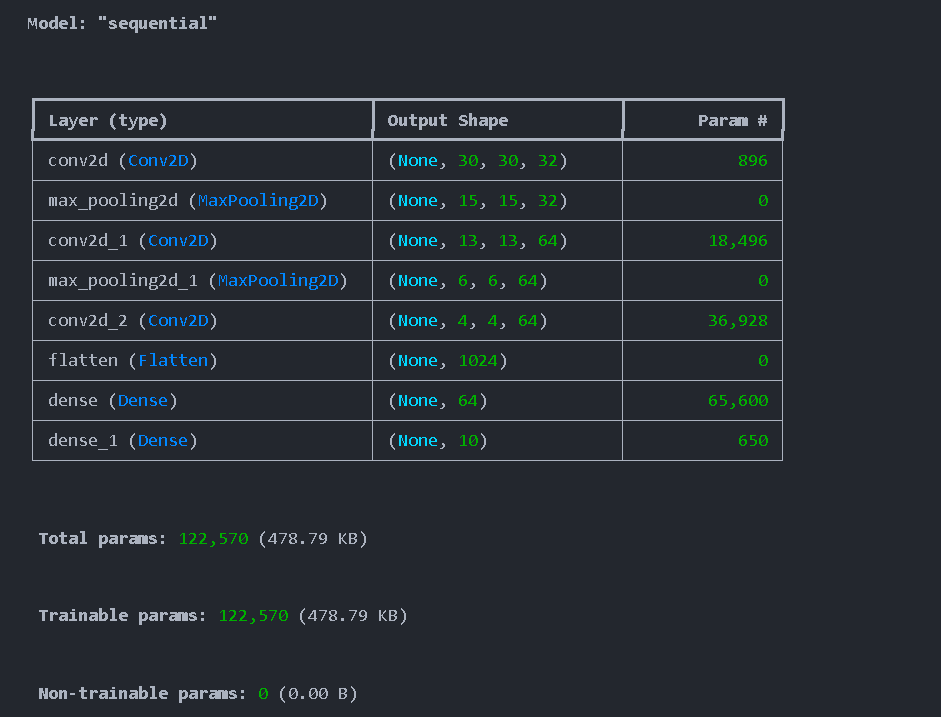 Model: "sequential"
Layer (type) Output Shape Param #
conv2d (Conv2D) (None, 30, 30, 32) 896
max_pooling2d (MaxPooling2D) (None, 15, 15, 32) 0
conv2d_1 (Conv2D) (None, 13, 13, 64) 18,496
max_pooling2d_1 (MaxPooling2D) (None, 6, 6, 64) 0
conv2d_2 (Conv2D) (None, 4, 4, 64) 36,928
flatten (Flatten) (None, 1024) 0
dense (Dense) (None, 64) 65,600
dense_1 (Dense) (None, 10) 650
Total params: 122,570 (478.79 KB)
Trainable params: 122,570 (478.79 KB)
Non-trainable params: 0 (0.00 B)